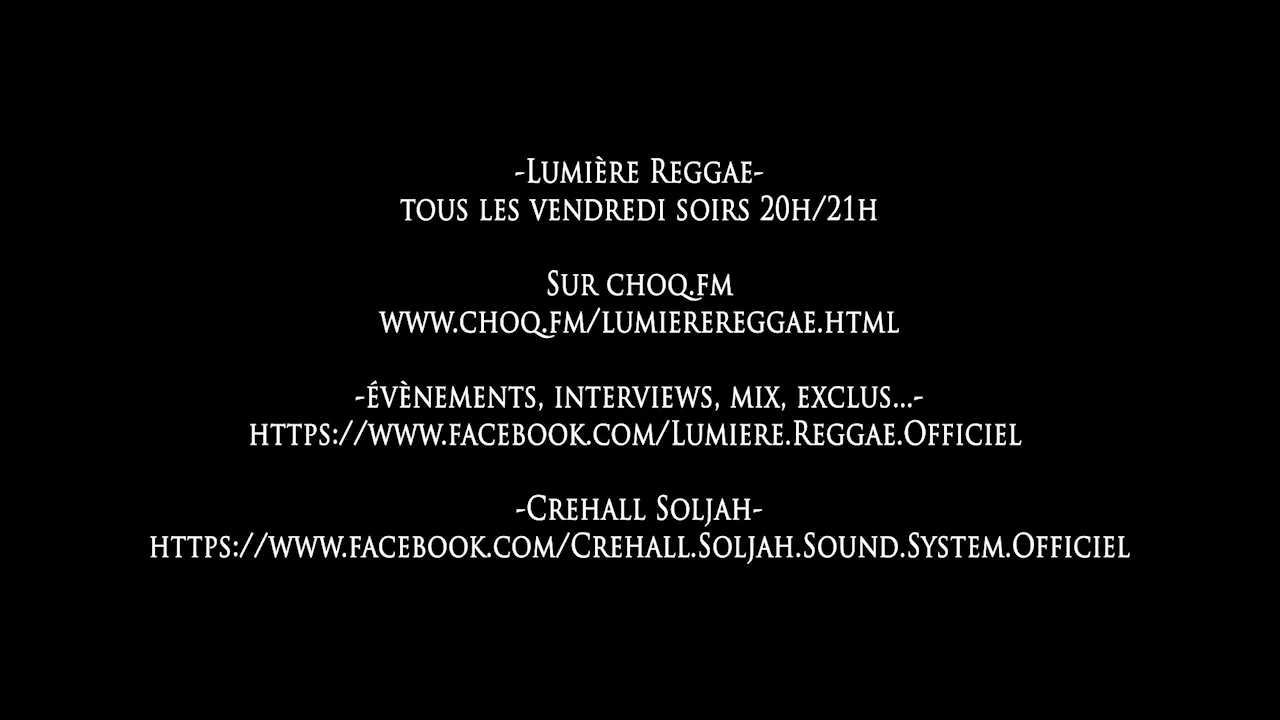 -Lumière Reggae-
tous les vendredi soirs 20h/21h
Sur choq.fm
www.choq.fm/lumierereggae.html
-évènements, interviews, mix, exclus...-
https://www.facebook.com/Lumiere.Reggae.Officiel
-Crehall Soljah-
https://www.facebook.com/Crehall.Soljah.Sound.System.Officiel